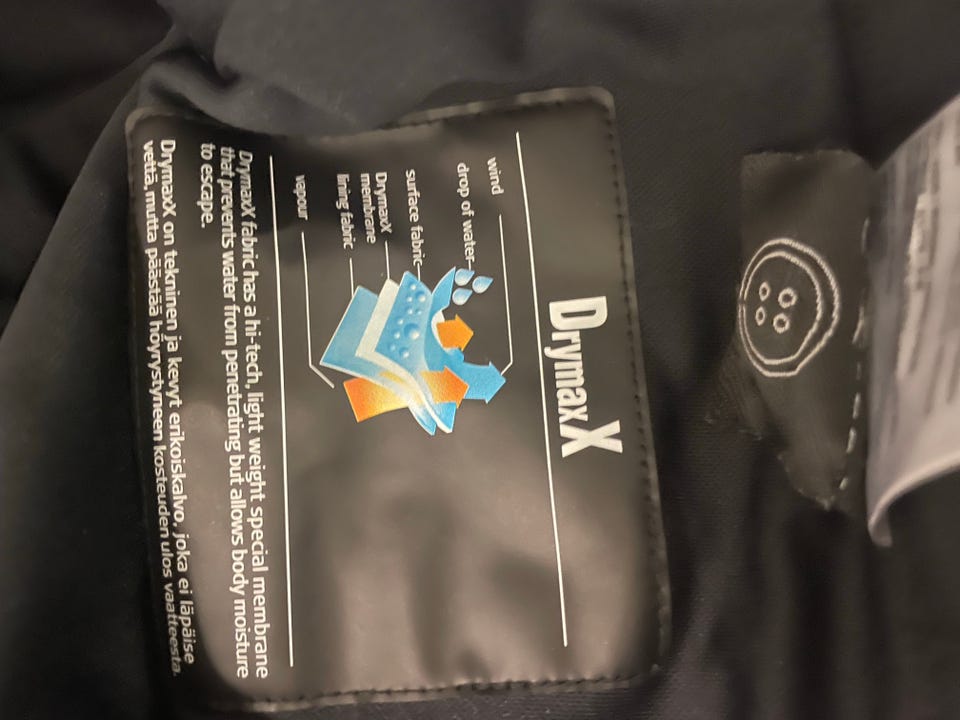 DrymaxX
wind
drop of water
surface fabric
DrymaxX
membrane
lining fabric
vapour
DrymaxX fabric has a hi-tech, light weight special membrane
that prevents water from penetrating but allows body moisture
to escape.
DrymaxX on tekninen ja kevyt erikoiskalvo, joka ei läpäise
vettä, mutta päästää höyrystyneen kosteuden ulos vaatteesta.